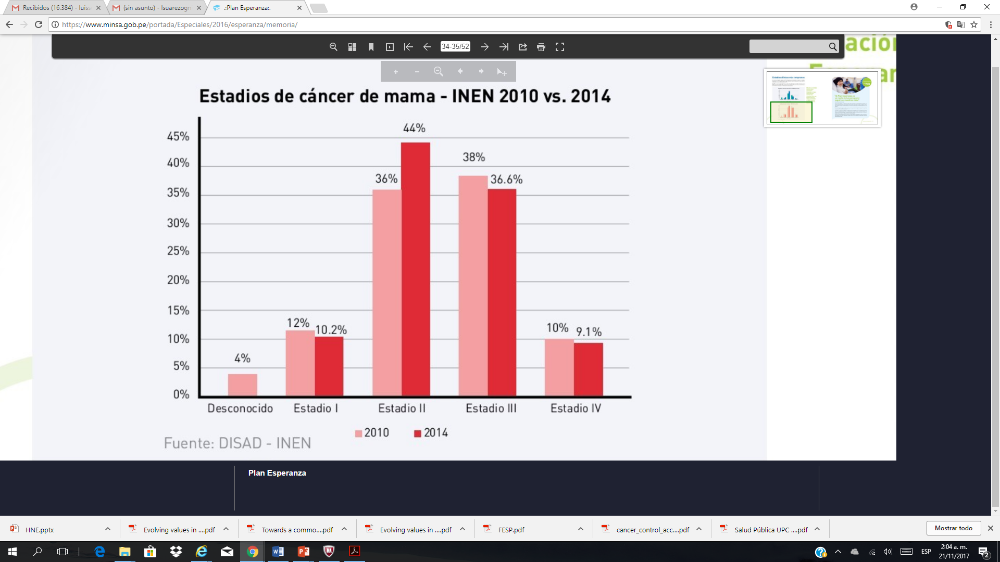 Recibidos (16.384) - luiss
(sin asunto) - lsuarezogn
.:Plan Esperanza:.
https://www.minsa.gob.pe/portada/Especiales/2016/esperanza/memoria/
34-35/52
ación
Estadios de cáncer de mama - INEN 2010 vs. 2014
45%
40%
35%
30%
25%
20%
15%
10%
5%
0%
4%
12%
10.2%
36%
44%
38%
36.6%
10%
9.1%
Desconocido Estadio I Estadio II Estadio III Estadio IV
2010 2014
Fuente: DISAD - INEN
Plan Esperanza
HNE.pptx
Evolving values in ....pdf
Towards a commo....pdf
Evolving values in ....pdf
FESP.pdf
cancer_control_acc....pdf
Salud Pública UPC ....pdf
Mostrar todo
ESP
2:04 a. m.
21/11/2017
2